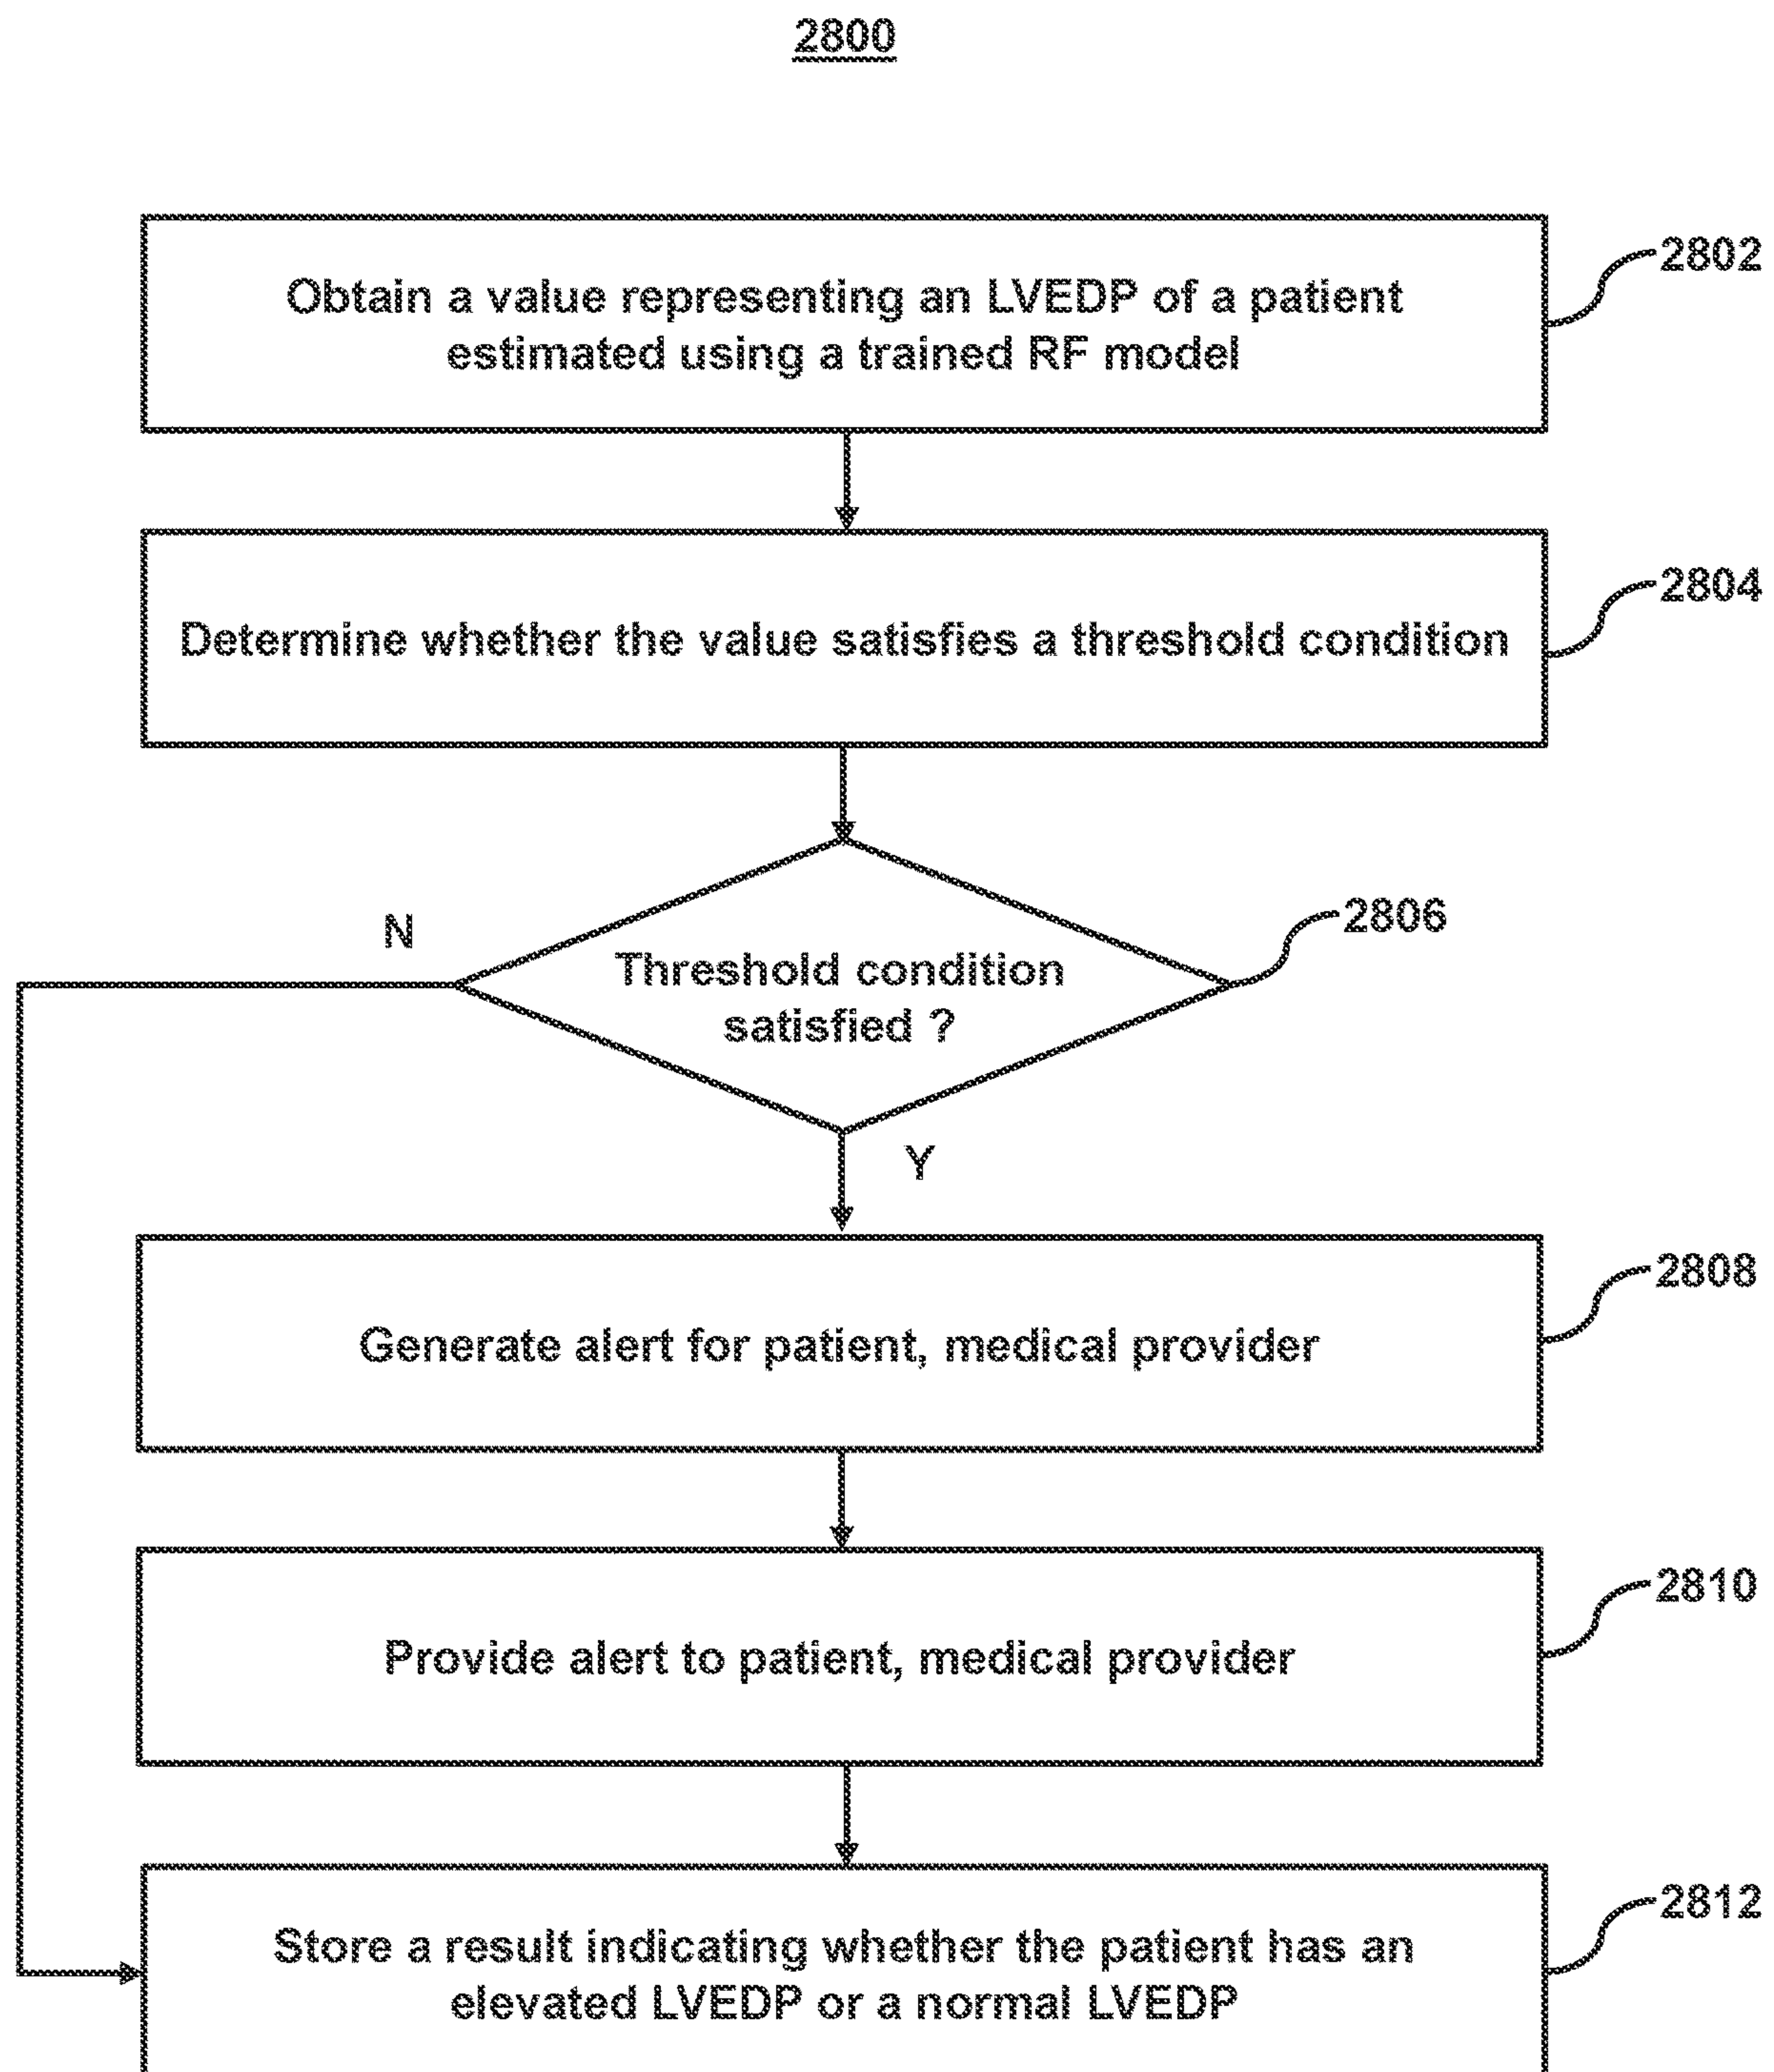 2800
Obtain a value representing an LVEDP of a patient
estimated using a trained RF model
2802
Determine whether the value satisfies a threshold condition
2804
N
Threshold condition
satisfied ?
2806
Y
Generate alert for patient, medical provider
2808
Provide alert to patient, medical provider
2810
Store a result indicating whether the patient has an
elevated LVEDP or a normal LVEDP
2812